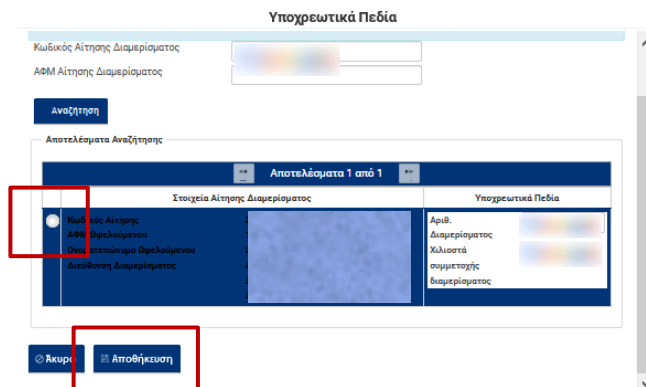 Υποχρεωτικά Πεδία
Κωδικός Αίτησης Διαμερίσματος
ΑΦΜ Αίτησης Διαμερίσματος
Αναζήτηση
Αποτελέσματα Αναζήτησης
Αποτελέσματα 1 από 1
Στοιχεία Αίτησης Διαμερίσματος Υποχρεωτικά Πεδία
Κωδικός Αίτησης
ΑΦΜ Ωφελούμενου
Ονοματεπώνυμο Ωφελούμενου
Διεύθυνση Διαμερίσματος
Αριθ.
Διαμερίσματος
Χιλιοστά
συμμετοχής
διαμερίσματος
Άκυρο Αποθήκευση